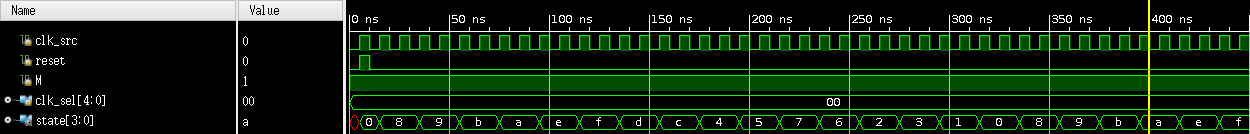 Name Value 0 ns 50 ns 100 ns 150 ns 200 ns 250 ns 300 ns 350 ns 400 ns
clk_src 0
reset 0
M 1
clk_sel[4:0] 00 00
state[3:0] a 0 8 9 b a e f d c 4 5 7 6 2 3 1 0 8 9 b a e f